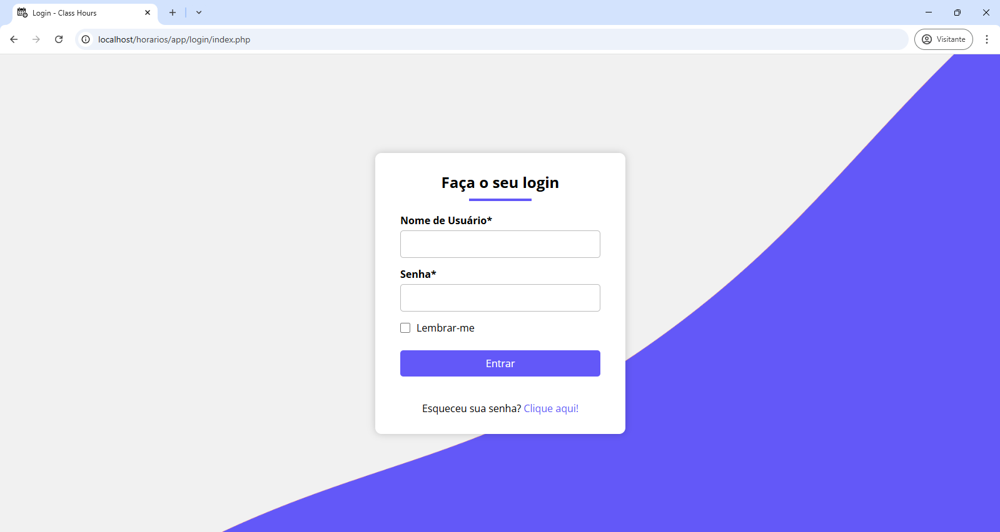 Login - Class Hours
localhost/horarios/app/login/index.php
Visitante
Faça o seu login
Nome de Usuário*
Senha*
Lembrar-me
Entrar
Esqueceu sua senha? Clique aqui!